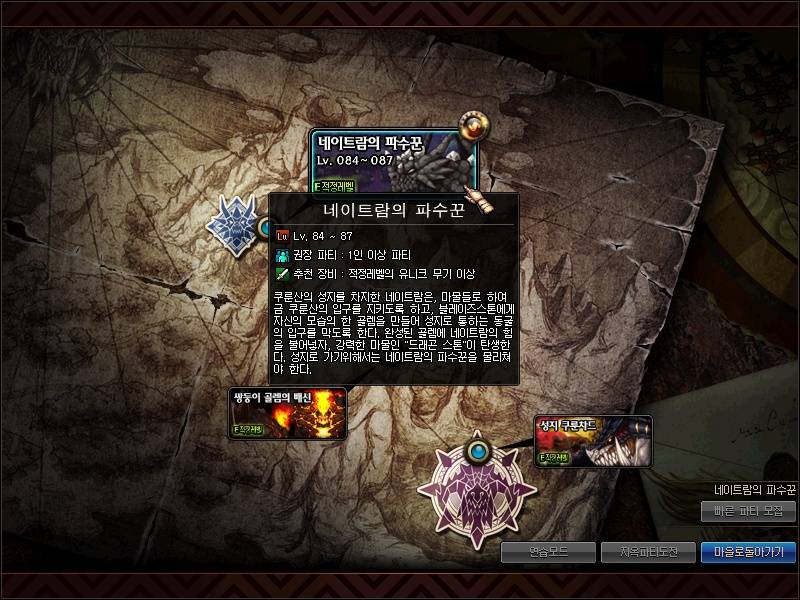 네이트람의 파수꾼
Lv. 084~087
E 적정레벨
네이트람의 파수꾼
Lv. 84 ~ 87
권장 파티 : 1인 이상 파티
추천 장비 : 적정레벨의 유니크 무기 이상
쿠룬산의 성지를 차지한 네이트람은, 마물들로 하여
금 쿠룬산의 입구를 지키도록 하고, 블레이즈스톤에게
자신의 모습의 한 골렘을 만들어 성지로 통하는 동굴
의 입구를 막도록 한다. 완성된 골렘에 네이트람의 힘
을 불어넣자, 강력한 마물인 "드래곤 스톤"이 탄생한
다. 성지로 가기위해서는 네이트람의 파수꾼을 물리쳐
야 한다.
쌍둥이 골렘의 배신
E 적정레벨
성지 쿠룬차드
E 적정레벨
네이트람의 파수꾼
빠른 파티 모집
연습모드
지옥파티도전
마을로돌아가기